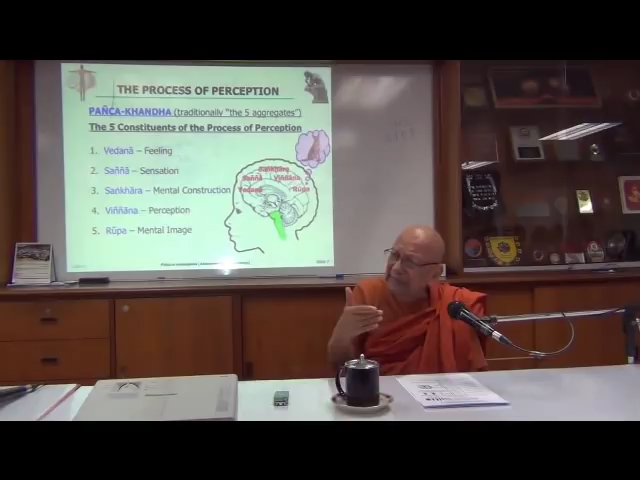 THE PROCESS OF PERCEPTION
PAÑCA-KHANDHA (traditionally "the 5 aggregates")
The 5 Constituents of the Process of Perception
1. Vedanā – Feeling
2. Saññā – Sensation
3. Saṅkhāra – Mental Construction
4. Viññāna – Perception
5. Rūpa – Mental Image
Saṅkhāra
Saññā Viññāna
Vedanā Rūpa